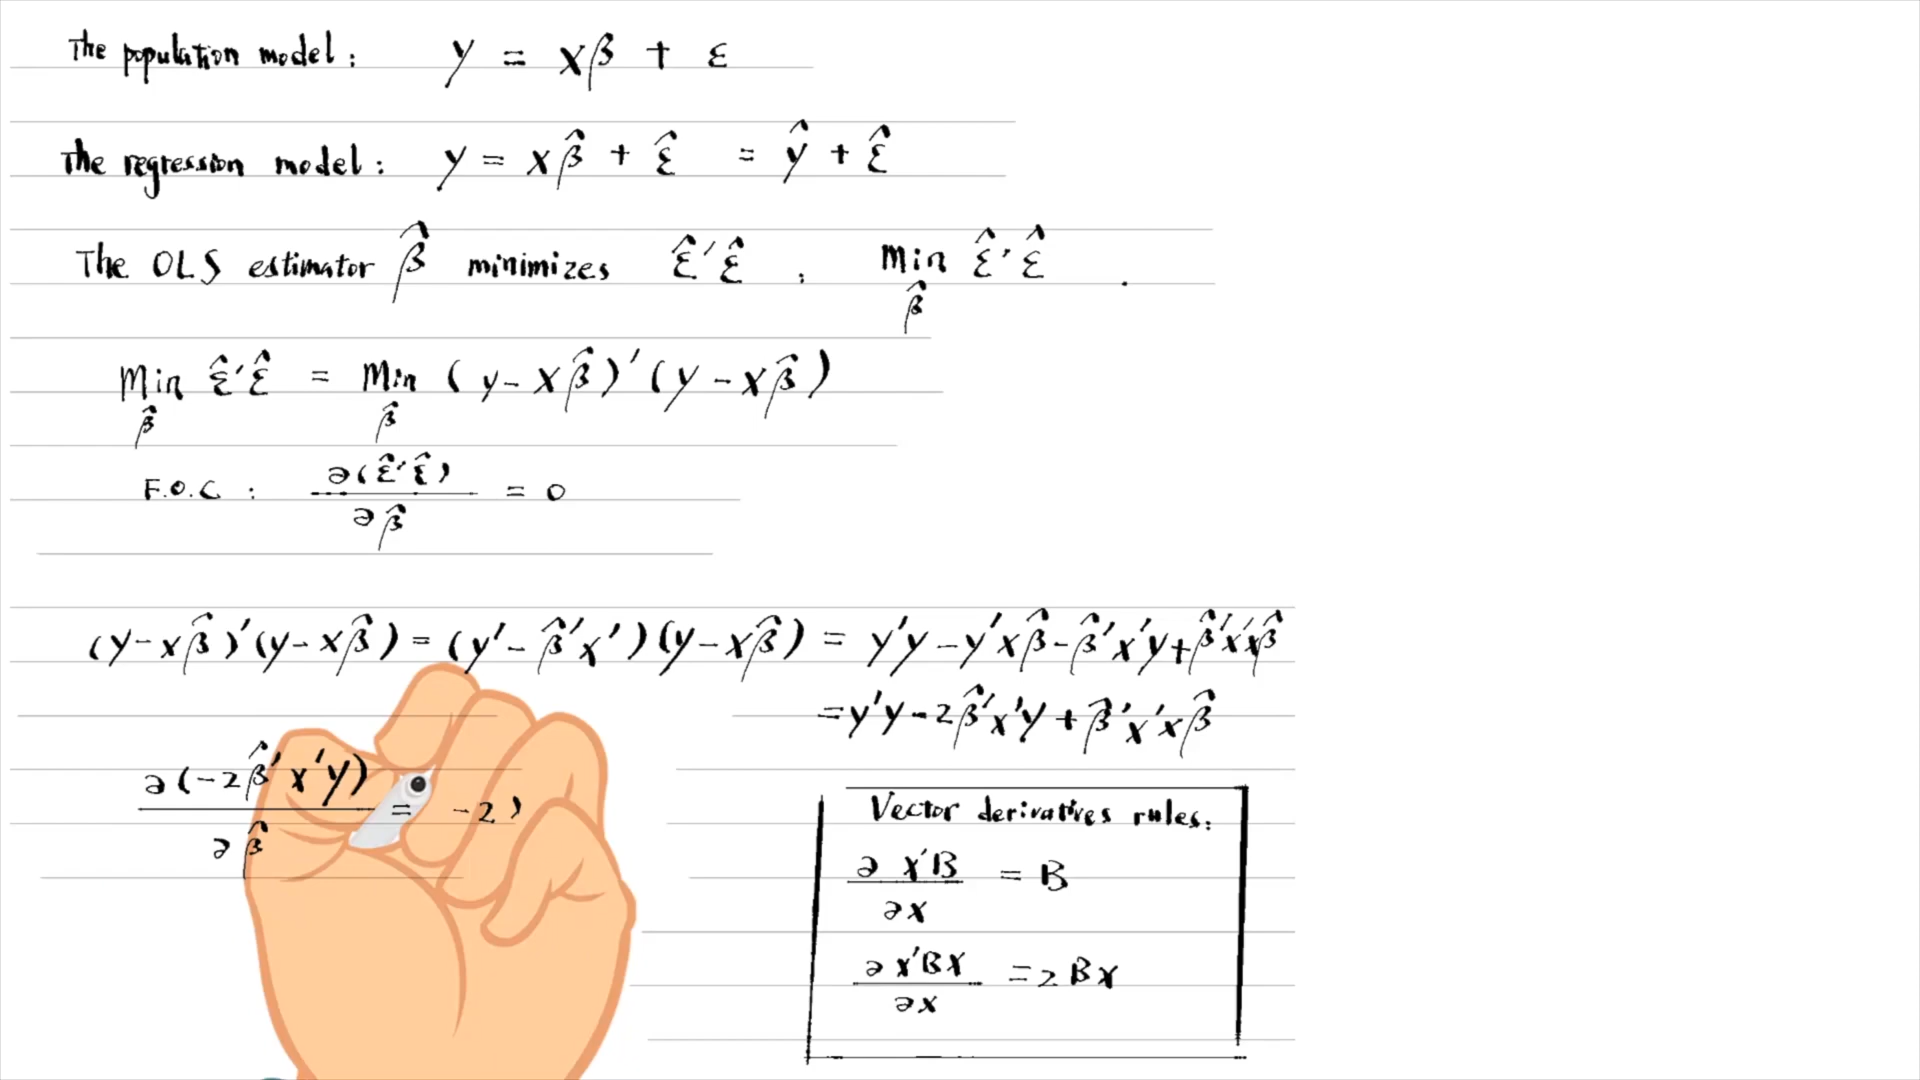 The population model: y = xβ + ε
The regression model: y = xβ̂ + ε̂ = ŷ + ε̂
The OLS estimator β̂ minimizes ε̂′ε̂ : Min ε̂′ε̂ .
β̂
Min ε̂′ε̂ = Min (y - xβ̂)′(y - xβ̂)
β̂ β̂
F.O.C : ∂(ε̂′ε̂) / ∂β̂ = 0
(y - xβ̂)′(y - xβ̂) = (y′ - β̂′x′)(y - xβ̂) = y′y - y′xβ̂ - β̂′x′y + β̂′x′xβ̂
= y′y - 2β̂′x′y + β̂′x′xβ̂
∂(-2β̂′x′y) / ∂β̂ = -2
Vector derivatives rules:
∂ x′B / ∂x = B
∂ x′Bx / ∂x = 2Bx